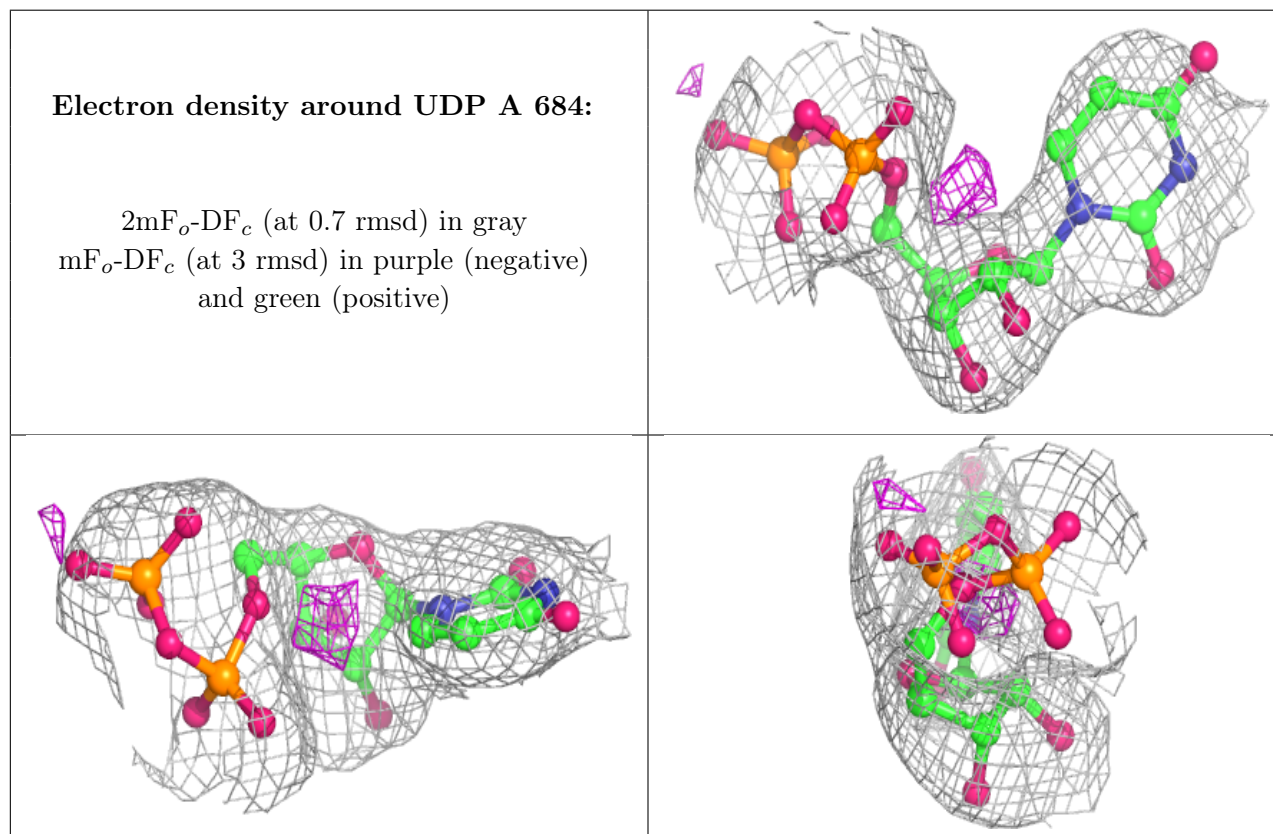 Electron density around UDP A 684:
2mFo-DFc (at 0.7 rmsd) in gray
mFo-DFc (at 3 rmsd) in purple (negative)
and green (positive)